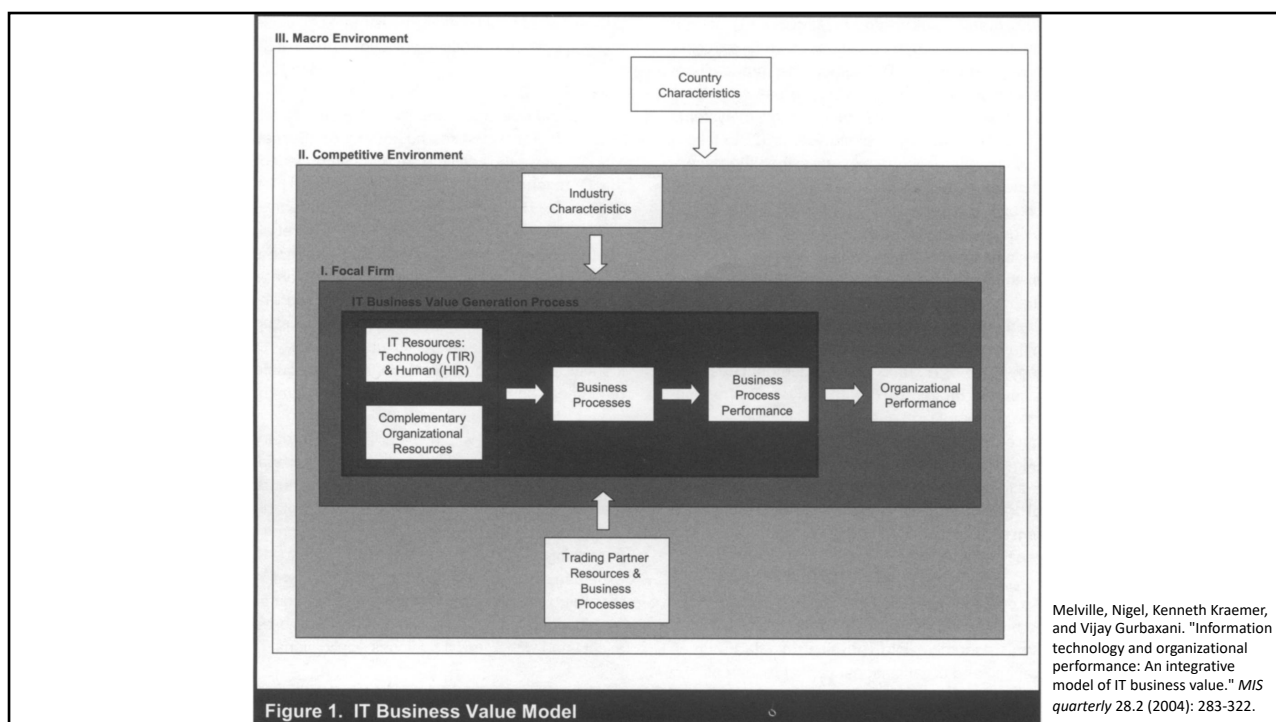 III. Macro Environment
Country
Characteristics
II. Competitive Environment
Industry
Characteristics
I. Focal Firm
IT Business Value Generation Process
IT Resources:
Technology (TIR)
& Human (HIR)
Complementary
Organizational
Resources
Business
Processes
Business
Process
Performance
Organizational
Performance
Trading Partner
Resources &
Business
Processes
Figure 1. IT Business Value Model
Melville, Nigel, Kenneth Kraemer,
and Vijay Gurbaxani. "Information
technology and organizational
performance: An integrative
model of IT business value." MIS
quarterly 28.2 (2004): 283-322.